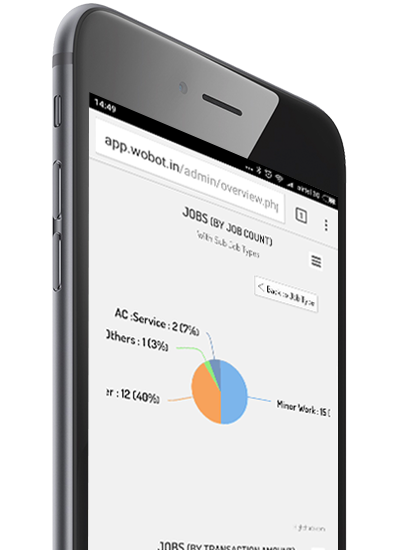 14:49
airtel 3G
app.wobot.in/admin/overview.php
1
JOBS (BY JOB COUNT)
With Sub Job Types
< Back to Job Type
AC :Service : 2 (7%)
Others : 1 (3%)
er : 12 (40%)
Minor Work : 15 (
JOBS (BY TRANSACTION AMOUNT)